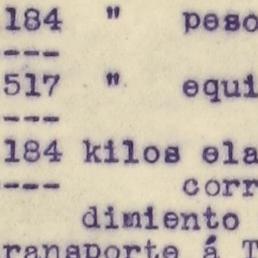 184 " peso
---
517 " equi
---
184 kilos ela
--- corr
dimiento
ransporte á T